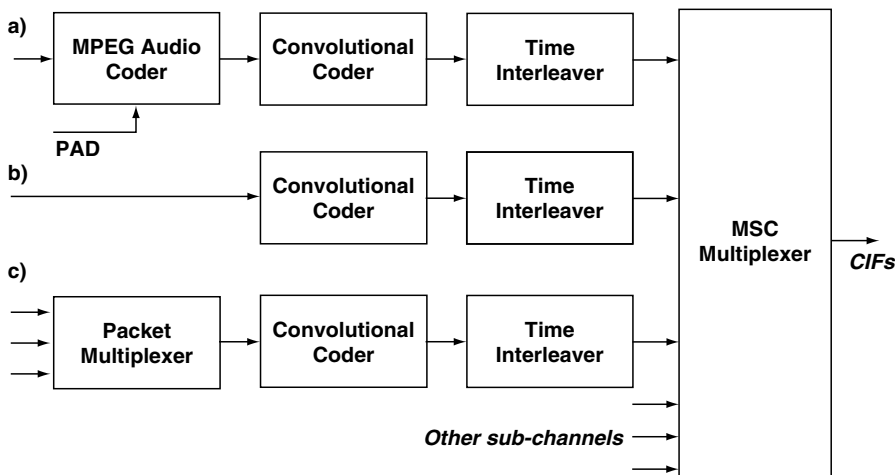 a)
MPEG Audio
Coder
Convolutional
Coder
Time
Interleaver
PAD
b)
Convolutional
Coder
Time
Interleaver
MSC
Multiplexer
CIFs
c)
Packet
Multiplexer
Convolutional
Coder
Time
Interleaver
Other sub-channels